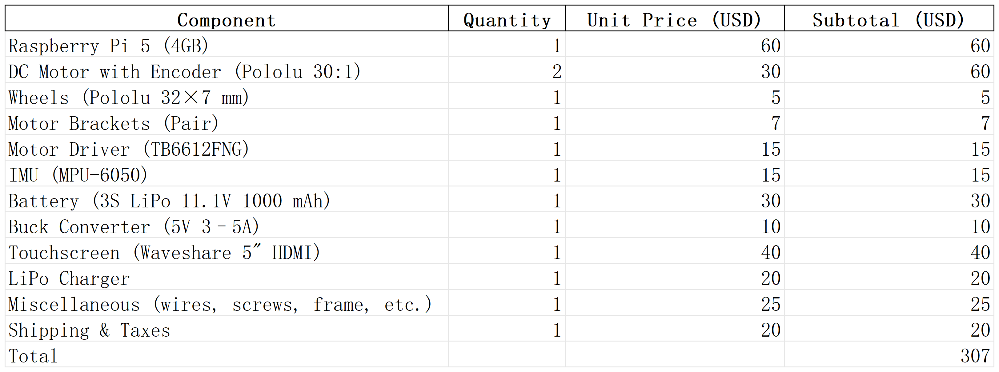 Component Quantity Unit Price (USD) Subtotal (USD)
Raspberry Pi 5 (4GB) 1 60 60
DC Motor with Encoder (Pololu 30:1) 2 30 60
Wheels (Pololu 32×7 mm) 1 5 5
Motor Brackets (Pair) 1 7 7
Motor Driver (TB6612FNG) 1 15 15
IMU (MPU-6050) 1 15 15
Battery (3S LiPo 11.1V 1000 mAh) 1 30 30
Buck Converter (5V 3–5A) 1 10 10
Touchscreen (Waveshare 5″ HDMI) 1 40 40
LiPo Charger 1 20 20
Miscellaneous (wires, screws, frame, etc.) 1 25 25
Shipping & Taxes 1 20 20
Total 307